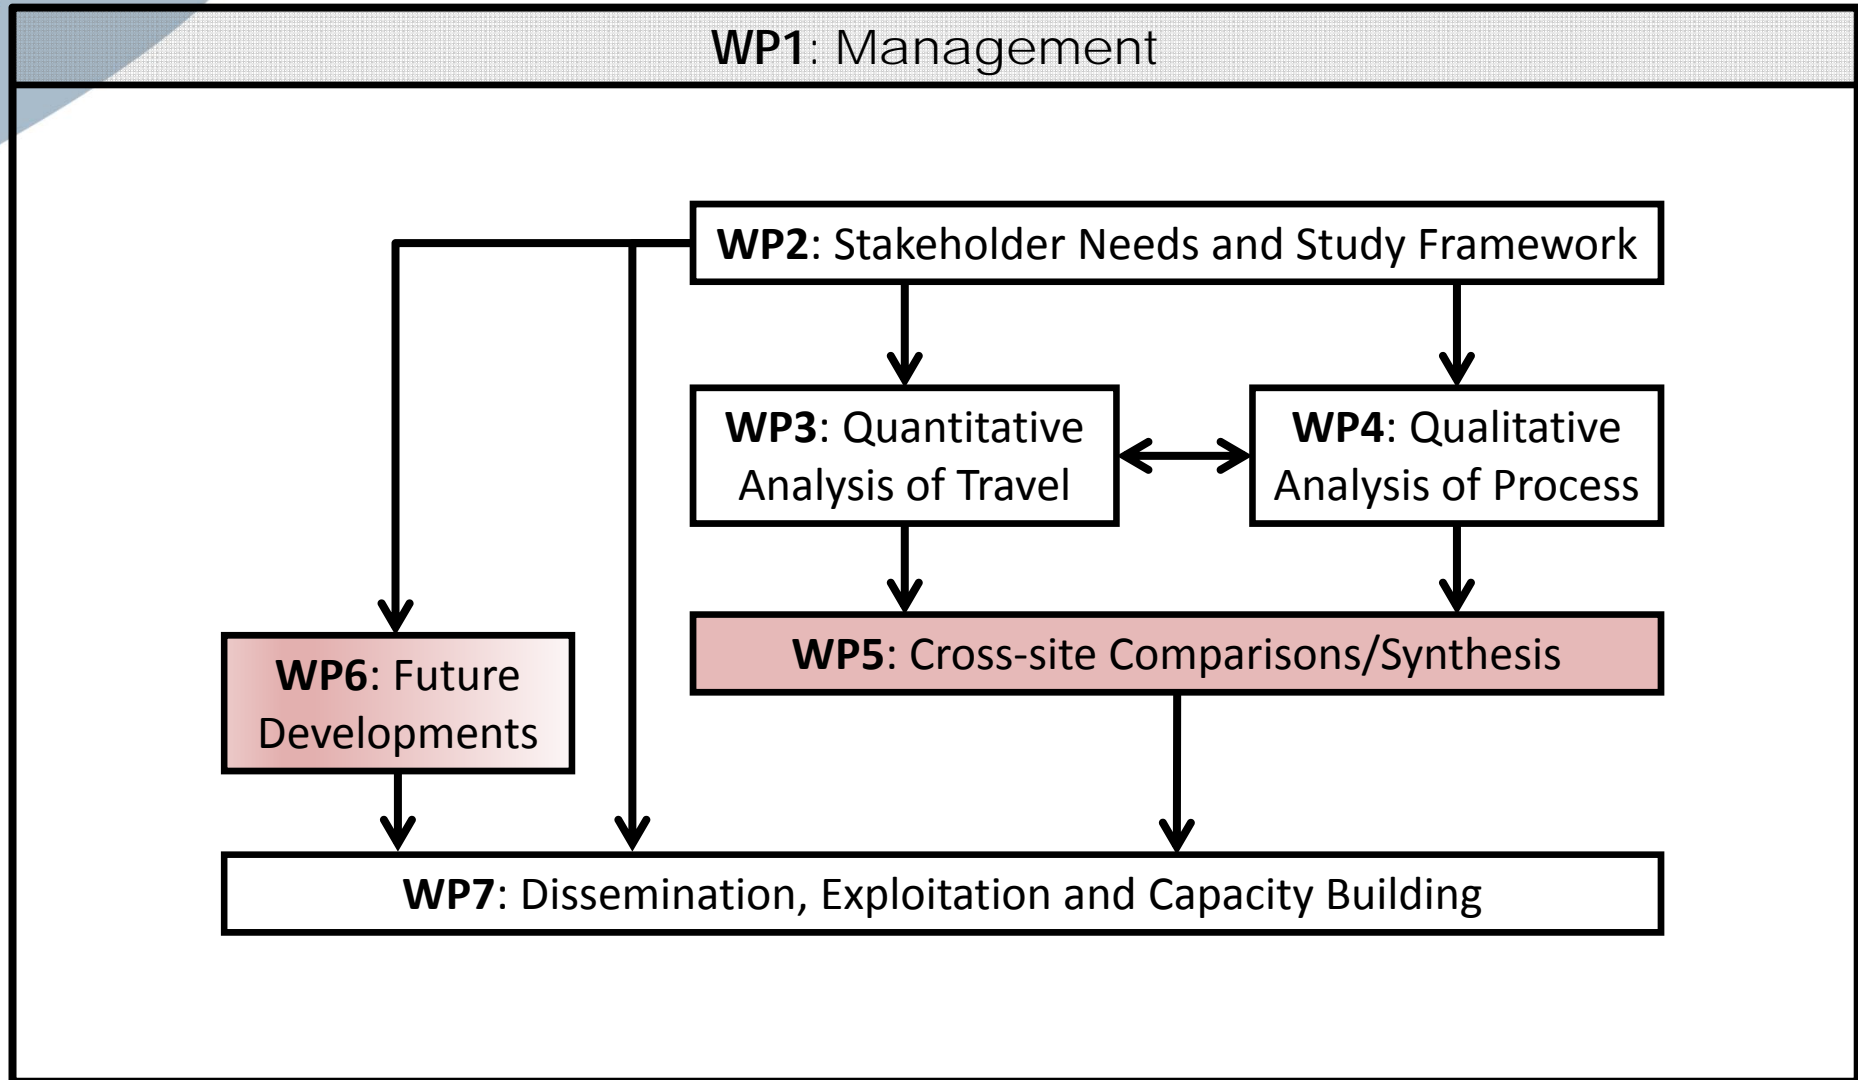 WP1: Management
WP2: Stakeholder Needs and Study Framework
WP3: Quantitative
Analysis of Travel
WP4: Qualitative
Analysis of Process
WP5: Cross-site Comparisons/Synthesis
WP6: Future
Developments
WP7: Dissemination, Exploitation and Capacity Building